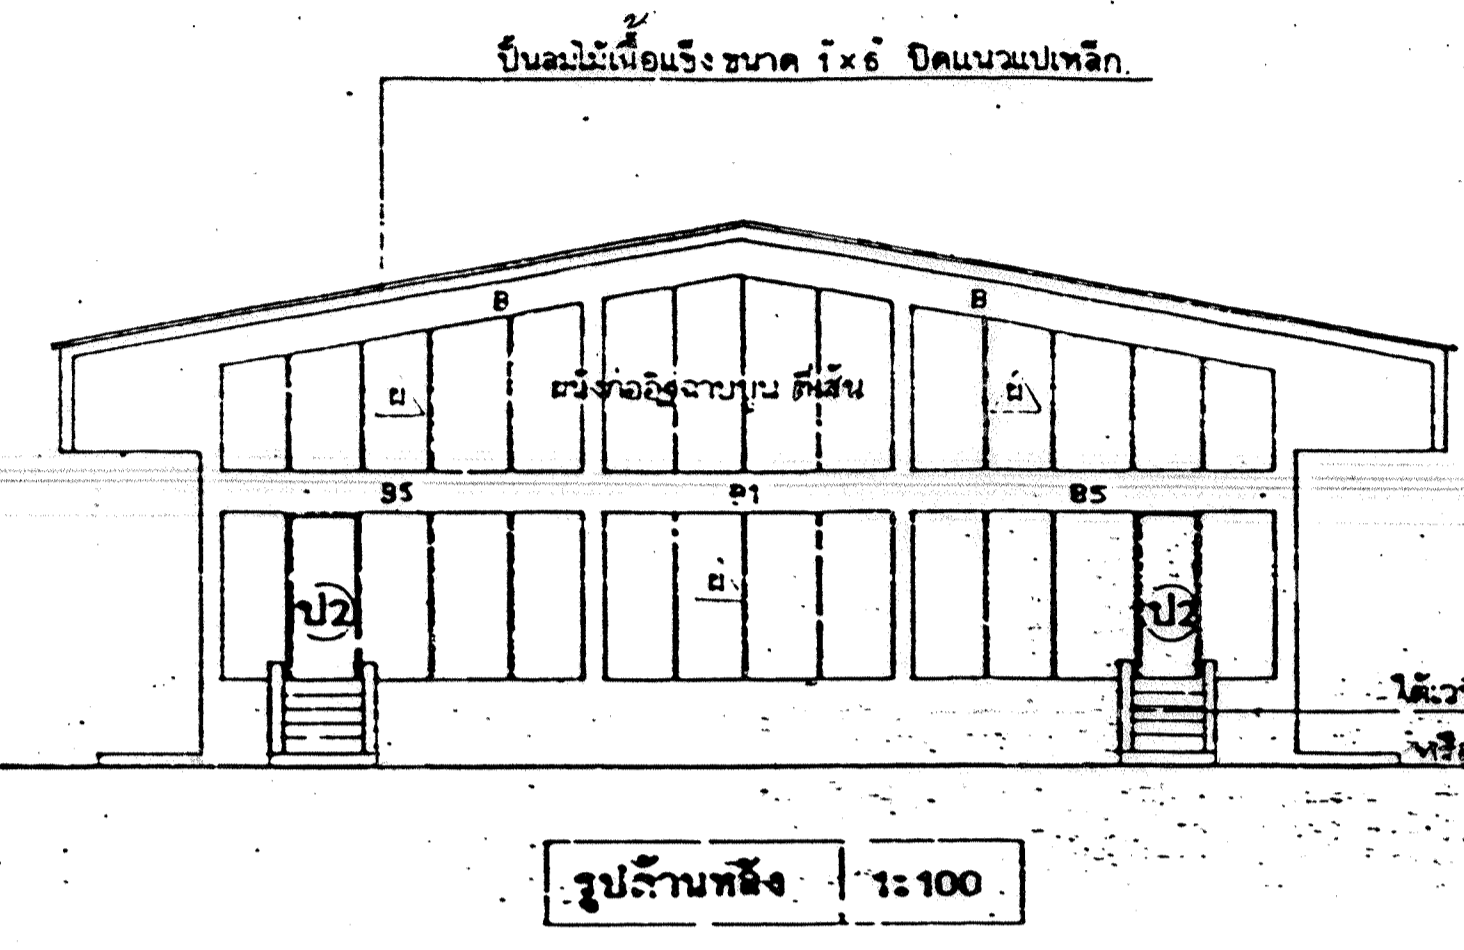 ปั้นลมไม้เนื้อแข็ง ขนาด 1"×6" ปิดแนวแปเหล็ก.
B B
ผ ผนังก่ออิฐฉาบปูน ตีเส้น ผ
B5 B1 B5
ผ
ป2 ป2
รูปด้านหลัง 1:100